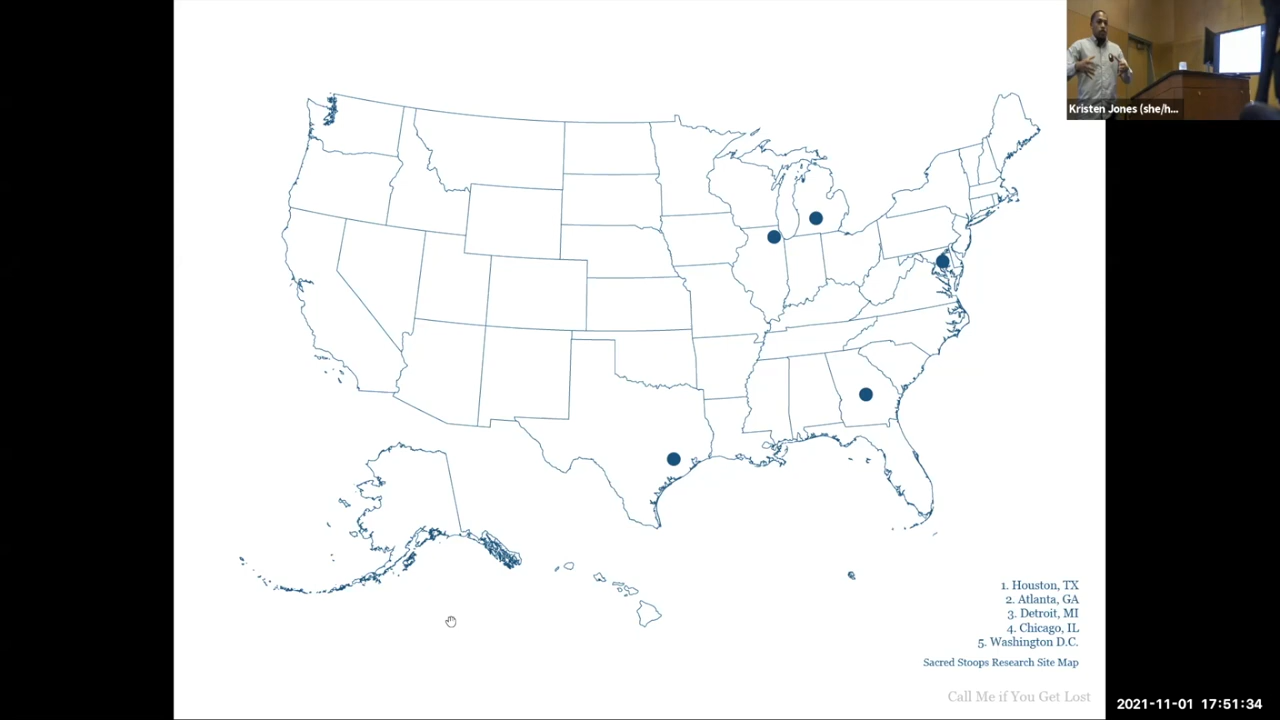 Kristen Jones (she/h...
1. Houston, TX
2. Atlanta, GA
3. Detroit, MI
4. Chicago, IL
5. Washington D.C.
Sacred Stoops Research Site Map
Call Me if You Get Lost
2021-11-01 17:51:34